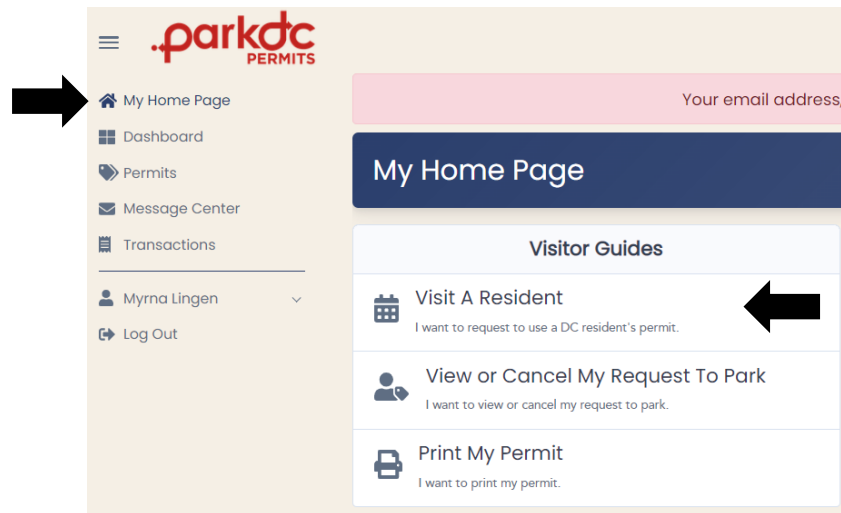 parkdc
PERMITS
My Home Page
Dashboard
Permits
Message Center
Transactions
Myrna Lingen
Log Out
Your email address,
My Home Page
Visitor Guides
Visit A Resident
I want to request to use a DC resident's permit.
View or Cancel My Request To Park
I want to view or cancel my request to park.
Print My Permit
I want to print my permit.